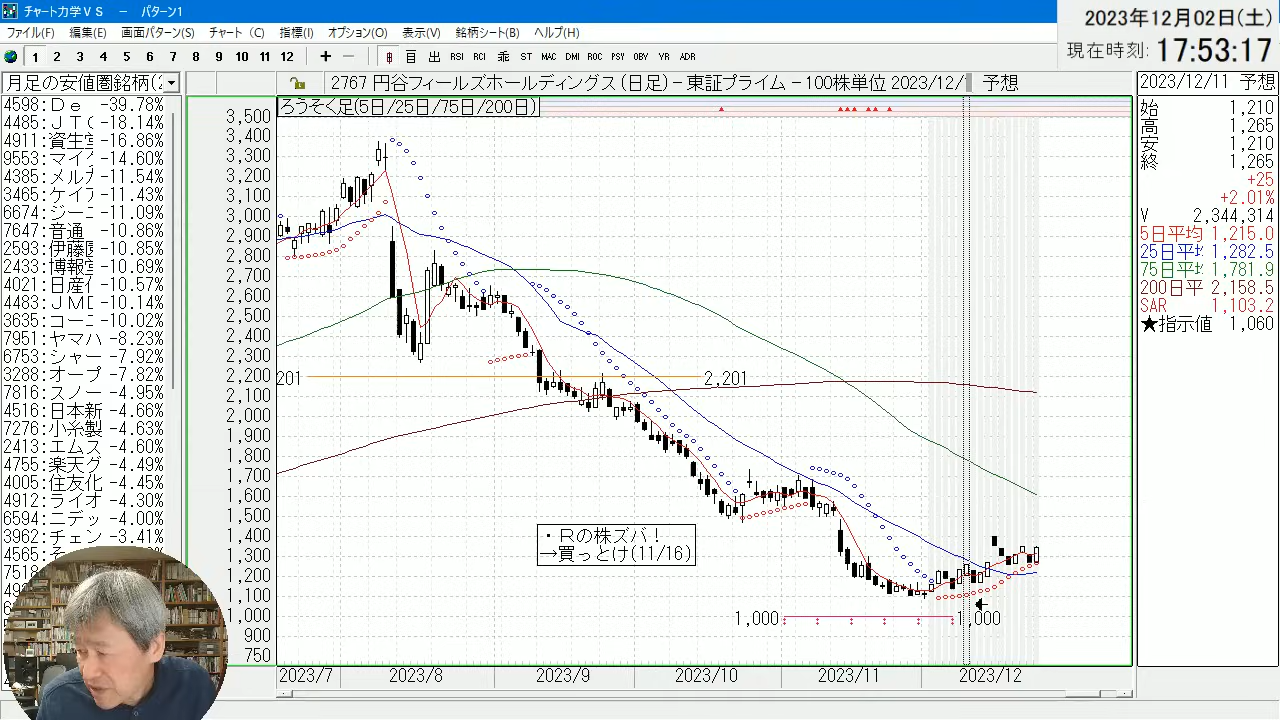 チャート力学ＶＳ － パターン1
2023年12月02日(土)
現在時刻: 17:53:17
ファイル(F) 編集(E) 画面パターン(S) チャート (C) 指標(I) オプション(O) 表示(V) 銘柄シート(B) ヘルプ(H)
1 2 3 4 5 6 7 8 9 10 11 12 + − 日 RSI RCI 乖 ST MAC DMI ROC PSY OBV YR ADR
月足の安値圏銘柄(2
2767 円谷フィールズホールディングス (日足) − 東証プライム − 100株単位 2023/12/ 予想
2023/12/11 予想
ろうそく足(5日/25日/75日/200日)
4598:Ｄｅ -39.78%
4485:ＪＴＣ -18.14%
4911:資生堂 -16.86%
9553:マイク -14.60%
4385:メルカ -11.54%
3465:ケイア -11.43%
6674:ジーニ -11.09%
7647:音通 -10.86%
2593:伊藤園 -10.85%
2433:博報堂 -10.69%
4021:日産化 -10.57%
4483:ＪＭＤ -10.14%
3635:コーエ -10.02%
7951:ヤマハ -8.23%
6753:シャー -7.92%
3288:オープ -7.82%
7816:スノー -4.95%
4516:日本新 -4.66%
7276:小糸製 -4.63%
2413:エムス -4.60%
4755:楽天グ -4.49%
4005:住友化 -4.45%
4912:ライオ -4.30%
6594:ニデッ -4.00%
3962:チェン -3.41%
4565:そ
3,500
3,400
3,300
3,200
3,100
3,000
2,900
2,800
2,700
2,600
2,500
2,400
2,300
2,200
2,100
2,000
1,900
1,800
1,700
1,600
1,500
1,400
1,300
1,200
1,100
1,000
900
750
201
2,201
・Ｒの株ズバ！
→買っとけ(11/16)
1,000
1,000
2023/7 2023/8 2023/9 2023/10 2023/11 2023/12
始 1,210
高 1,265
安 1,210
終 1,265
+25
+2.01%
Ｖ 2,344,314
5日平均 1,215.0
25日平均 1,282.5
75日平均 1,781.9
200日平 2,158.5
SAR 1,103.2
★指示値 1,060